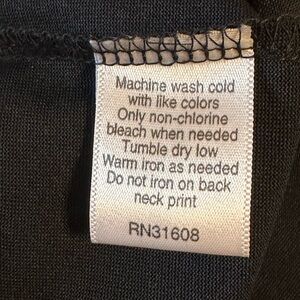 Machine wash cold
with like colors
Only non-chlorine
bleach when needed
Tumble dry low
Warm iron as needed
Do not iron on back
neck print
RN31608